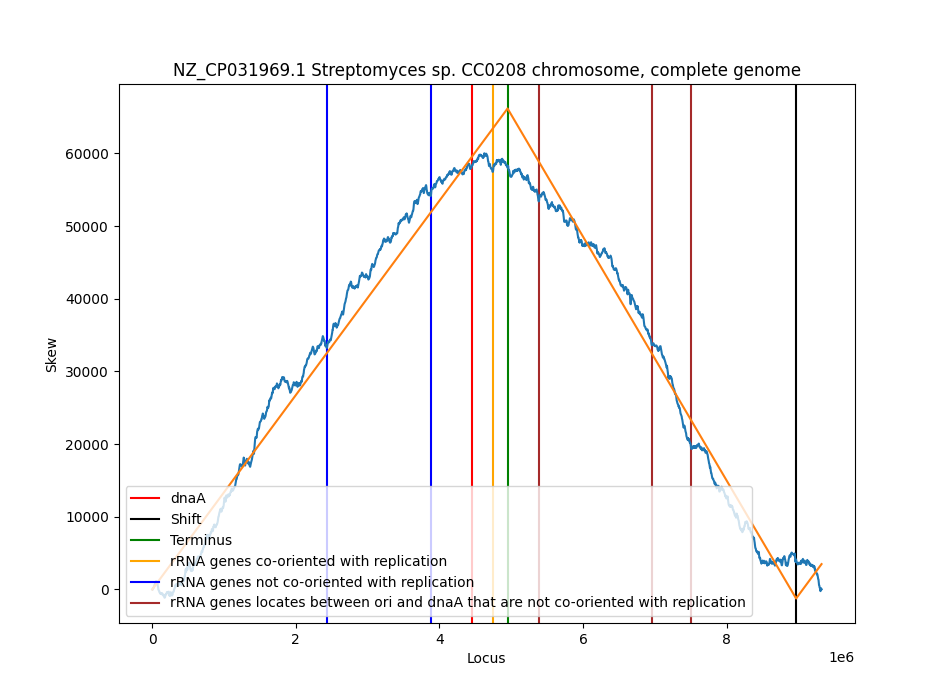 NZ_CP031969.1 Streptomyces sp. CC0208 chromosome, complete genome
Skew
60000
50000
40000
30000
20000
10000
0
dnaA
Shift
Terminus
rRNA genes co-oriented with replication
rRNA genes not co-oriented with replication
rRNA genes locates between ori and dnaA that are not co-oriented with replication
0 2 4 6 8
1e6
Locus